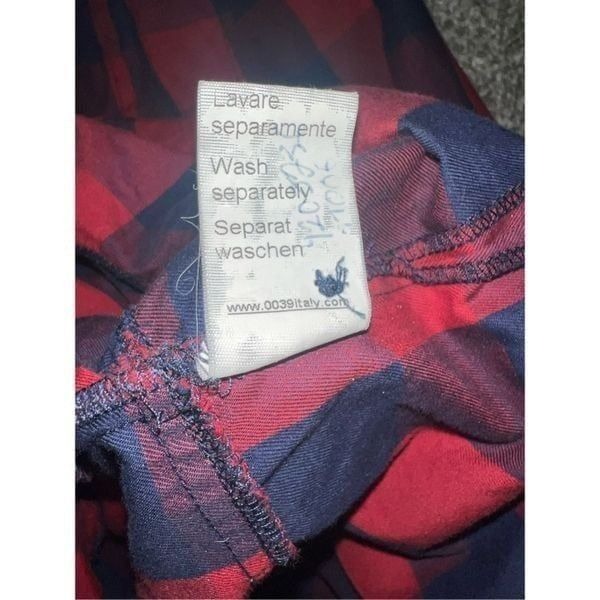 Lavare
separamente
Wash
separately
Separat
waschen
www.0039italy.com